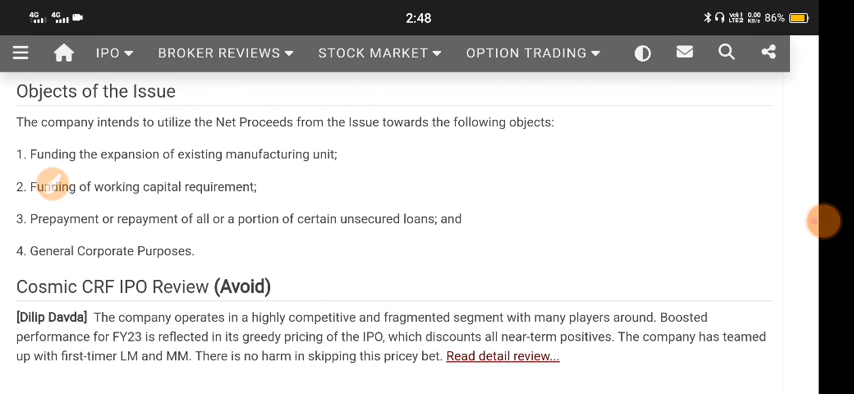 4G 4G 2:48 86%
IPO BROKER REVIEWS STOCK MARKET OPTION TRADING
Objects of the Issue
The company intends to utilize the Net Proceeds from the Issue towards the following objects:
1. Funding the expansion of existing manufacturing unit;
2. Funding of working capital requirement;
3. Prepayment or repayment of all or a portion of certain unsecured loans; and
4. General Corporate Purposes.
Cosmic CRF IPO Review (Avoid)
[Dilip Davda] The company operates in a highly competitive and fragmented segment with many players around. Boosted
performance for FY23 is reflected in its greedy pricing of the IPO, which discounts all near-term positives. The company has teamed
up with first-timer LM and MM. There is no harm in skipping this pricey bet. Read detail review...